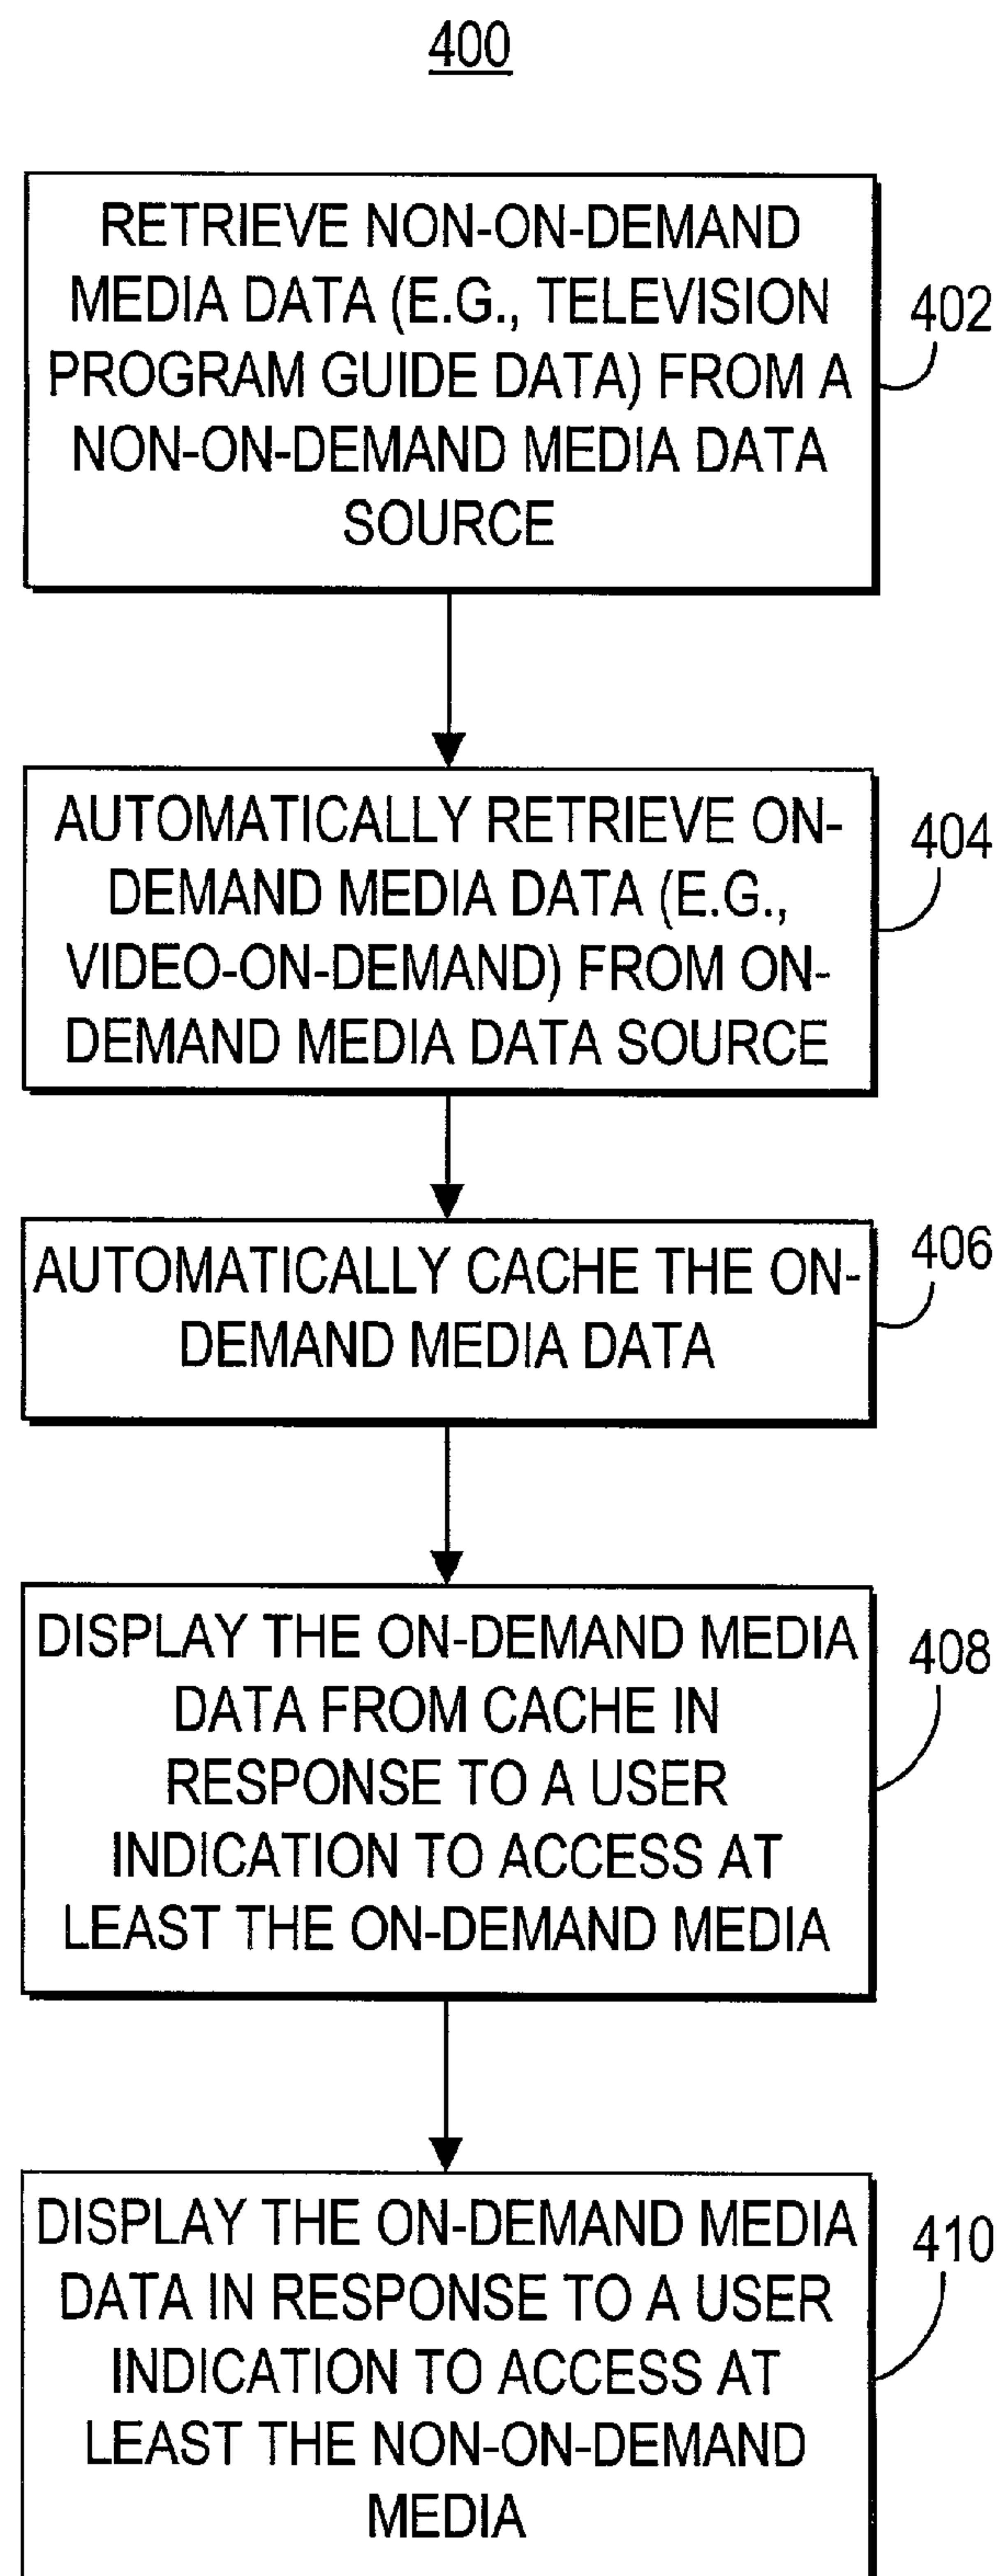 400
RETRIEVE NON-ON-DEMAND
MEDIA DATA (E.G., TELEVISION
PROGRAM GUIDE DATA) FROM A
NON-ON-DEMAND MEDIA DATA
SOURCE
402
AUTOMATICALLY RETRIEVE ON-
DEMAND MEDIA DATA (E.G.,
VIDEO-ON-DEMAND) FROM ON-
DEMAND MEDIA DATA SOURCE
404
AUTOMATICALLY CACHE THE ON-
DEMAND MEDIA DATA
406
DISPLAY THE ON-DEMAND MEDIA
DATA FROM CACHE IN
RESPONSE TO A USER
INDICATION TO ACCESS AT
LEAST THE ON-DEMAND MEDIA
408
DISPLAY THE ON-DEMAND MEDIA
DATA IN RESPONSE TO A USER
INDICATION TO ACCESS AT
LEAST THE NON-ON-DEMAND
MEDIA
410